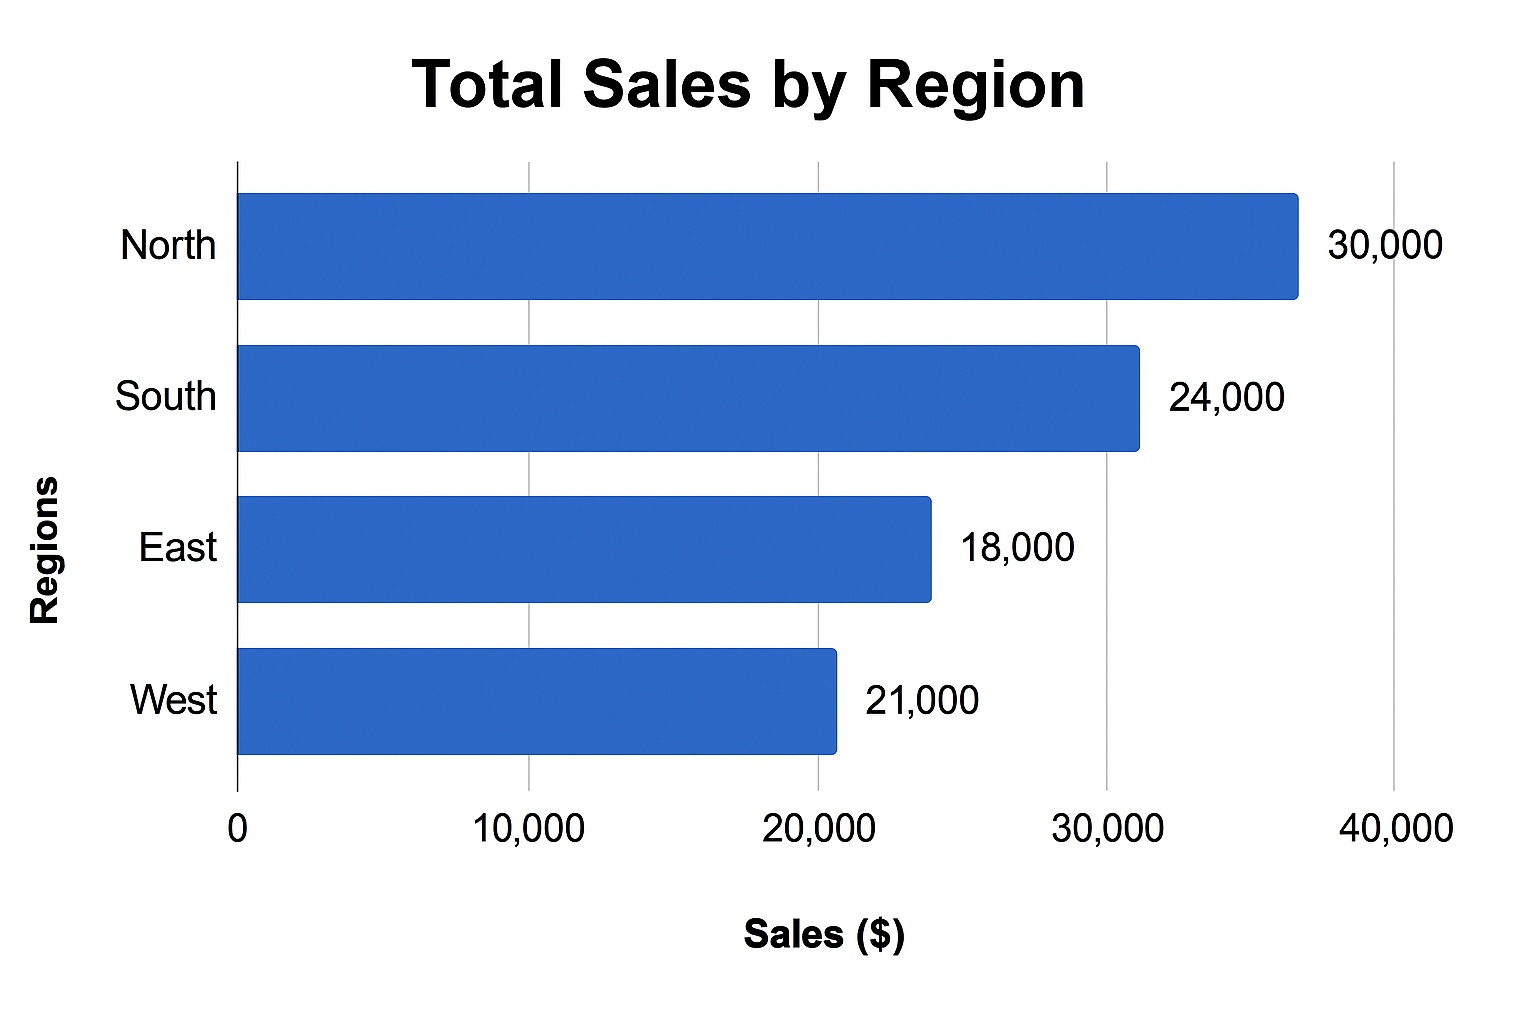 Total Sales by Region
North
30,000
South
24,000
East
18,000
West
21,000
Regions
0 10,000 20,000 30,000 40,000
Sales ($)